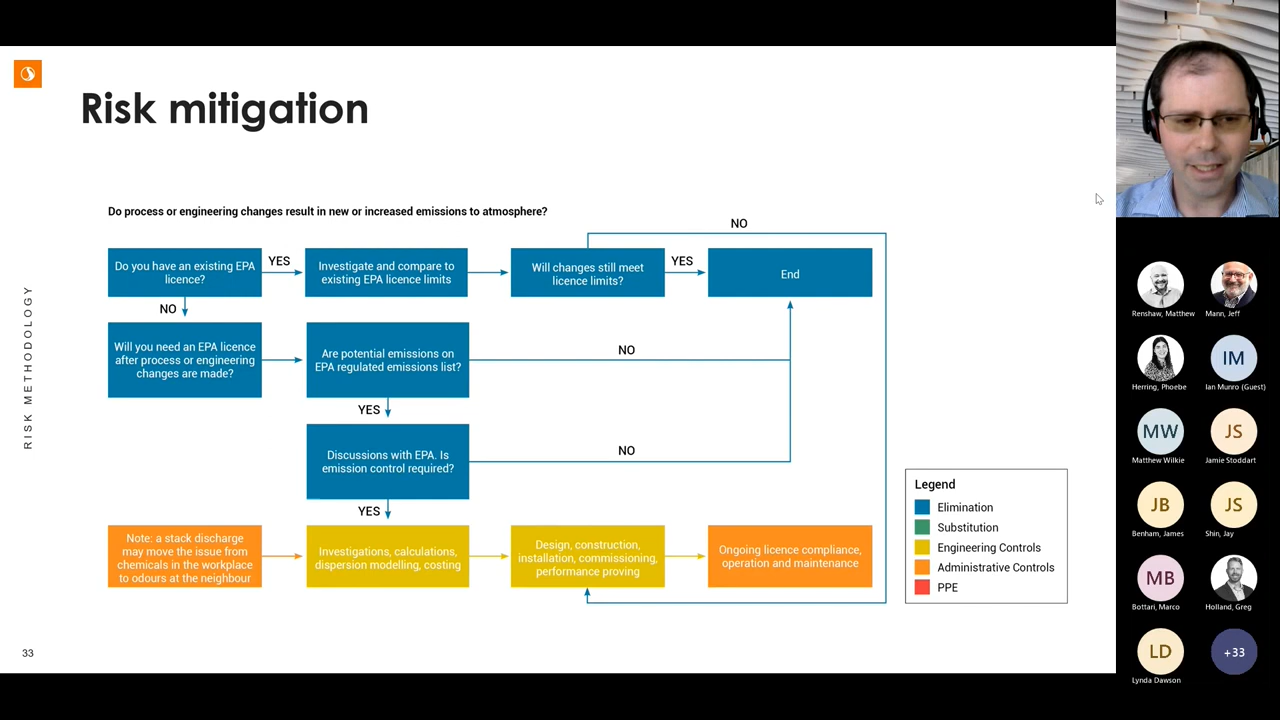 Risk mitigation
RISK METHODOLOGY
Do process or engineering changes result in new or increased emissions to atmosphere?
NO
Do you have an existing EPA
licence?
YES
Investigate and compare to
existing EPA licence limits
Will changes still meet
licence limits?
YES
End
NO
Will you need an EPA licence
after process or engineering
changes are made?
Are potential emissions on
EPA regulated emissions list?
NO
YES
Discussions with EPA. Is
emission control required?
NO
YES
Note: a stack discharge
may move the issue from
chemicals in the workplace
to odours at the neighbour
Investigations, calculations,
dispersion modelling, costing
Design, construction,
installation, commissioning,
performance proving
Ongoing licence compliance,
operation and maintenance
Legend
Elimination
Substitution
Engineering Controls
Administrative Controls
PPE
33
Renshaw, Matthew
Mann, Jeff
Herring, Phoebe
IM
Ian Munro (Guest)
MW
Matthew Wilkie
JS
Jamie Stoddart
JB
Benham, James
JS
Shin, Jay
MB
Bottari, Marco
Holland, Greg
LD
Lynda Dawson
+33